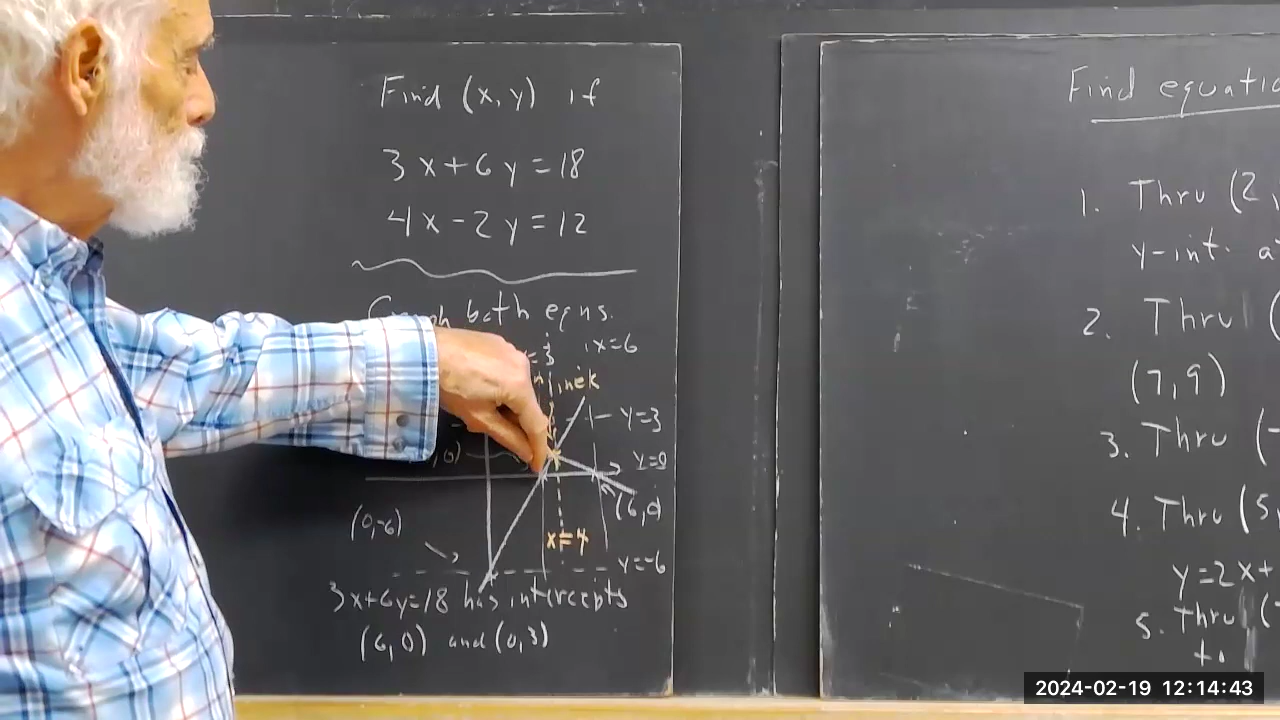 Find (x, y) if
3x + 6y = 18
4x - 2y = 12
both eqns.
x=6
y=3
(6,0)
(0,-6)
x=4
y=-6
3x+6y=18 has intercepts
(6,0) and (0,3)
Find equatio
1. Thru (2,
y-int. a
2. Thru (
(7,9)
3. Thru (
4. Thru (5,
y=2x+
5. Thru (
2024-02-19 12:14:43